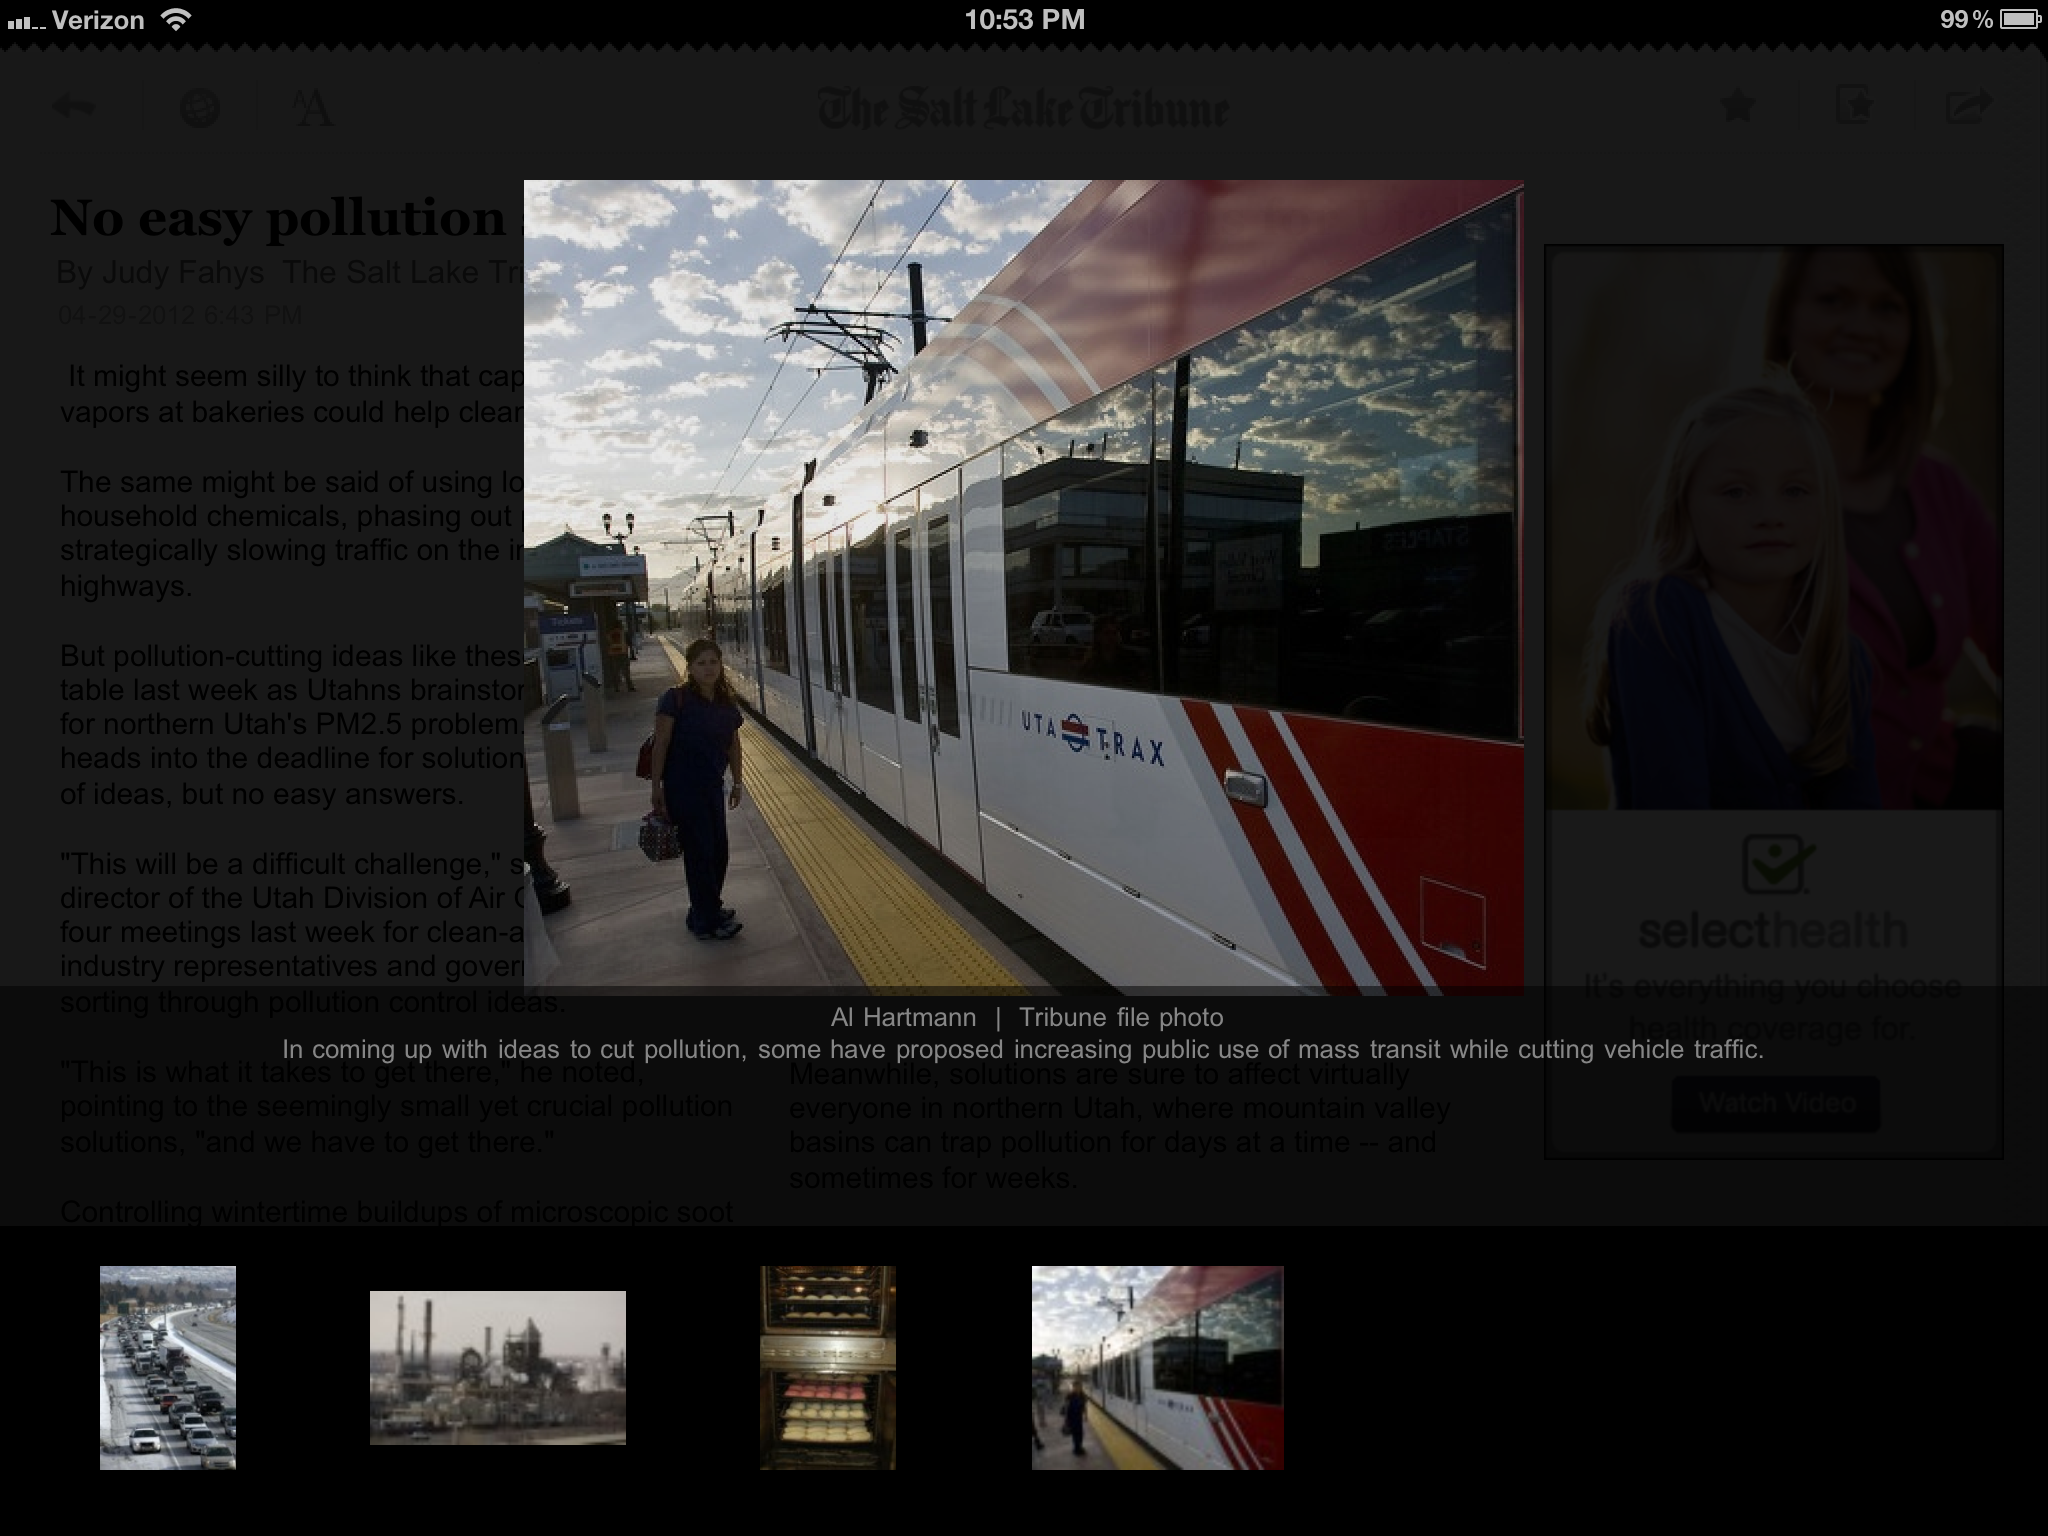 Verizon
10:53 PM
99%
AA
The Salt Lake Tribune
No easy pollution
By Judy Fahys The Salt Lake Tri
04-29-2012 6:43 PM
It might seem silly to think that cap
vapors at bakeries could help clear
The same might be said of using lo
household chemicals, phasing out
strategically slowing traffic on the i
highways.
But pollution-cutting ideas like thes
table last week as Utahns brainstor
for northern Utah's PM2.5 problem.
heads into the deadline for solution
of ideas, but no easy answers.
"This will be a difficult challenge," s
director of the Utah Division of Air
four meetings last week for clean-a
industry representatives and gover
sorting through pollution control ideas.
"This is what it takes to get there," he noted,
pointing to the seemingly small yet crucial pollution
solutions, "and we have to get there."
Controlling wintertime buildups of microscopic soot
Tickets
STAPLES
UTA TRAX
Al Hartmann | Tribune file photo
In coming up with ideas to cut pollution, some have proposed increasing public use of mass transit while cutting vehicle traffic.
Meanwhile, solutions are sure to affect virtually
everyone in northern Utah, where mountain valley
basins can trap pollution for days at a time -- and
sometimes for weeks.
selecthealth
It's everything you choose
health coverage for.
Watch Video